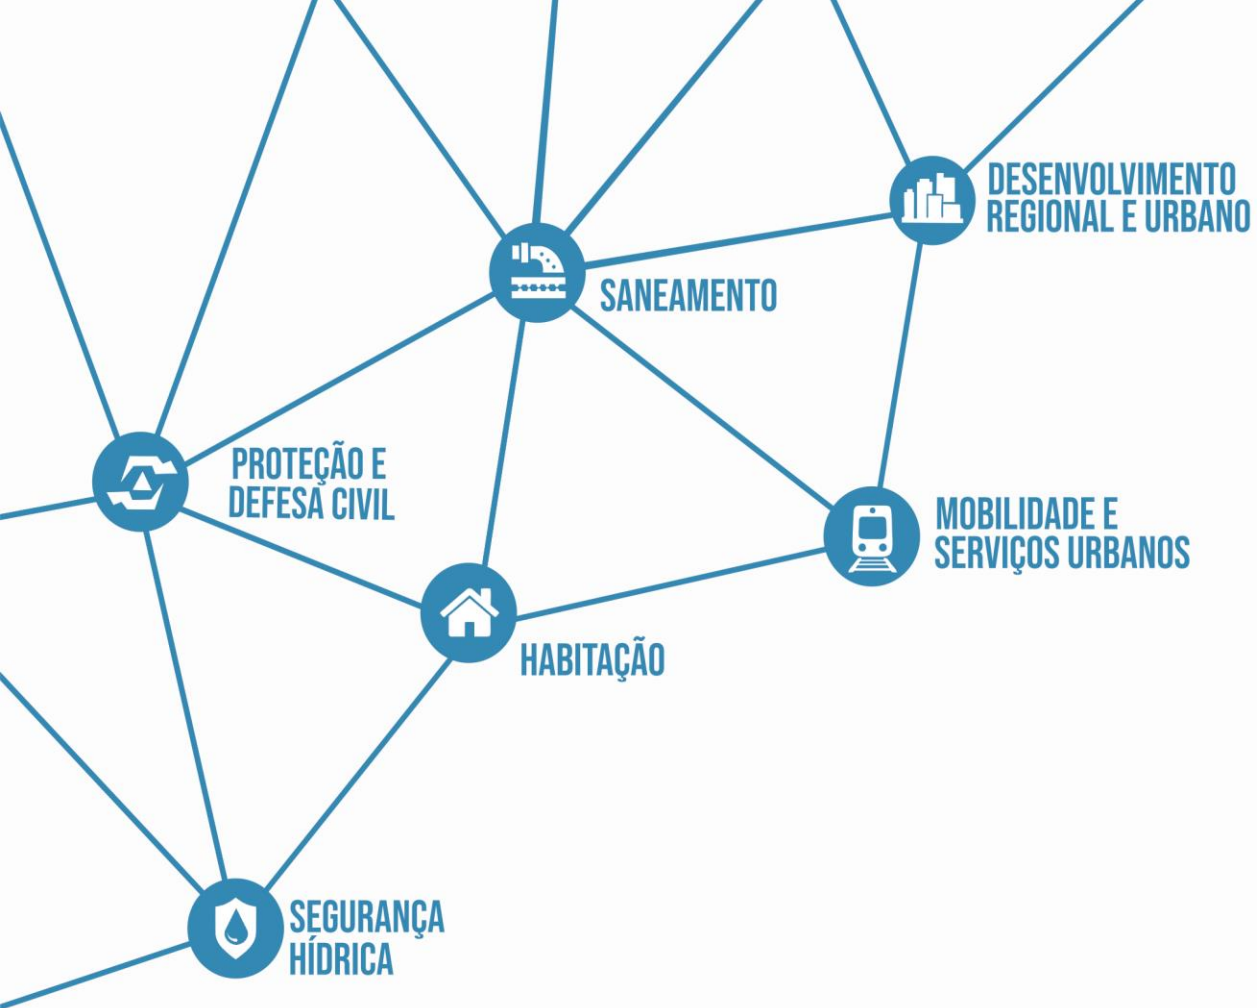 DESENVOLVIMENTO
REGIONAL E URBANO
SANEAMENTO
PROTEÇÃO E
DEFESA CIVIL
MOBILIDADE E
SERVIÇOS URBANOS
HABITAÇÃO
SEGURANÇA
HÍDRICA